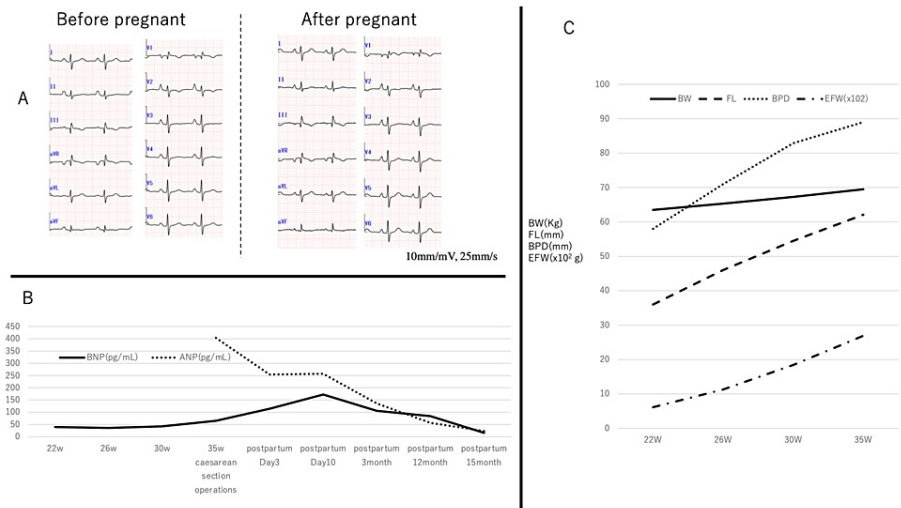 Before pregnant
After pregnant
A
I
II
III
aVR
aVL
aVF
V1
V2
V3
V4
V5
V6
I
II
III
aVR
aVL
aVF
V1
V2
V3
V4
V5
V6
10mm/mV, 25mm/s
B
450
400
350
300
250
200
150
100
50
0
BNP(pg/mL) ANP(pg/mL)
22w 26w 30w 35w caesarean section operations postpartum Day3 postpartum Day10 postpartum 3month postpartum 12month postpartum 15month
C
BW(Kg)
FL(mm)
BPD(mm)
EFW(x10² g)
100
90
80
70
60
50
40
30
20
10
0
BW FL BPD EFW(x102)
22W 26W 30W 35W